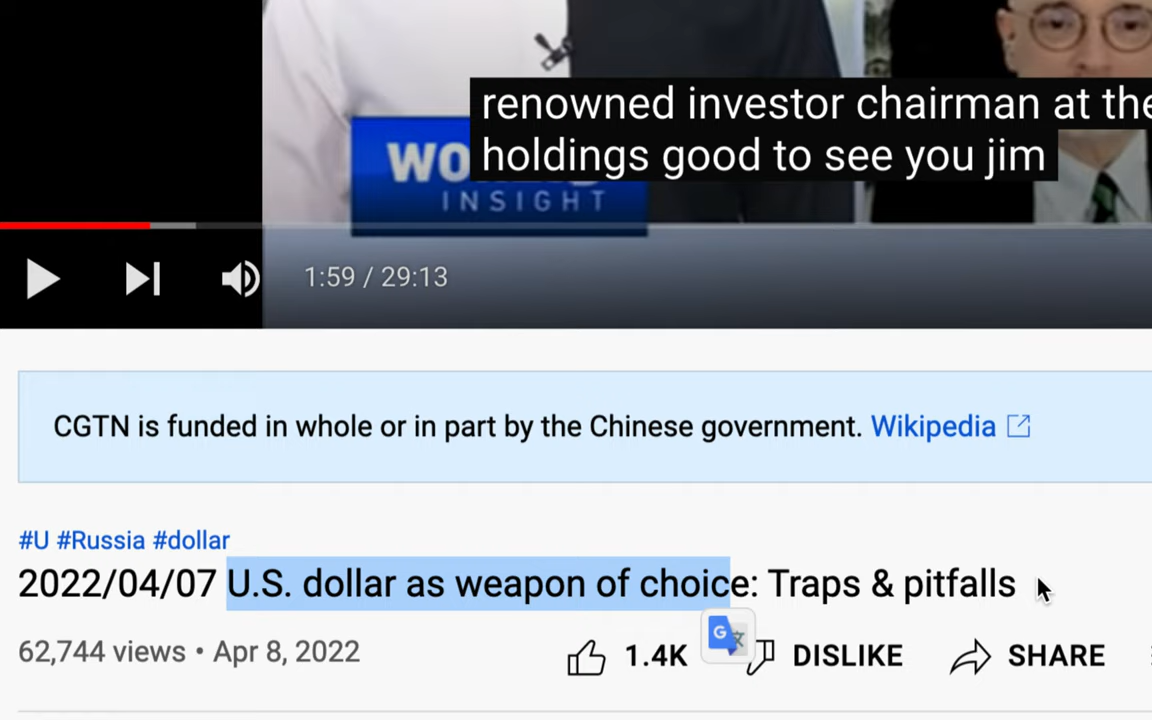 renowned investor chairman at the
holdings good to see you jim
WO
INSIGHT
1:59 / 29:13
CGTN is funded in whole or in part by the Chinese government. Wikipedia
#U #Russia #dollar
2022/04/07 U.S. dollar as weapon of choice: Traps & pitfalls
62,744 views • Apr 8, 2022 1.4K DISLIKE SHARE